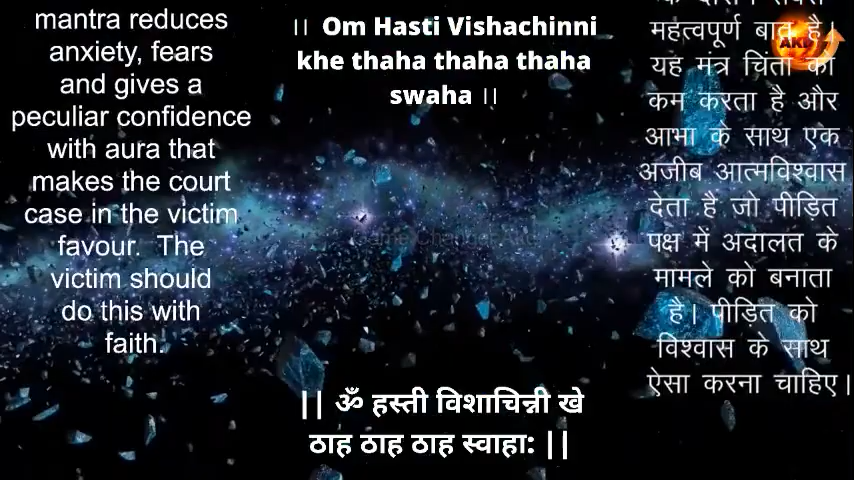 mantra reduces
anxiety, fears
and gives a
peculiar confidence
with aura that
makes the court
case in the victim
favour. The
victim should
do this with
faith.
।। Om Hasti Vishachinni
khe thaha thaha thaha
swaha ।।
|| ॐ हस्ती विशाचिन्नी खे
ठाह ठाह ठाह स्वाहा: ||
महत्वपूर्ण बात है।
यह मंत्र चिंता को
कम करता है और
आभा के साथ एक
अजीब आत्मविश्वास
देता है जो पीड़ित
पक्ष में अदालत के
मामले को बनाता
है। पीड़ित को
विश्वास के साथ
ऐसा करना चाहिए।
AKD